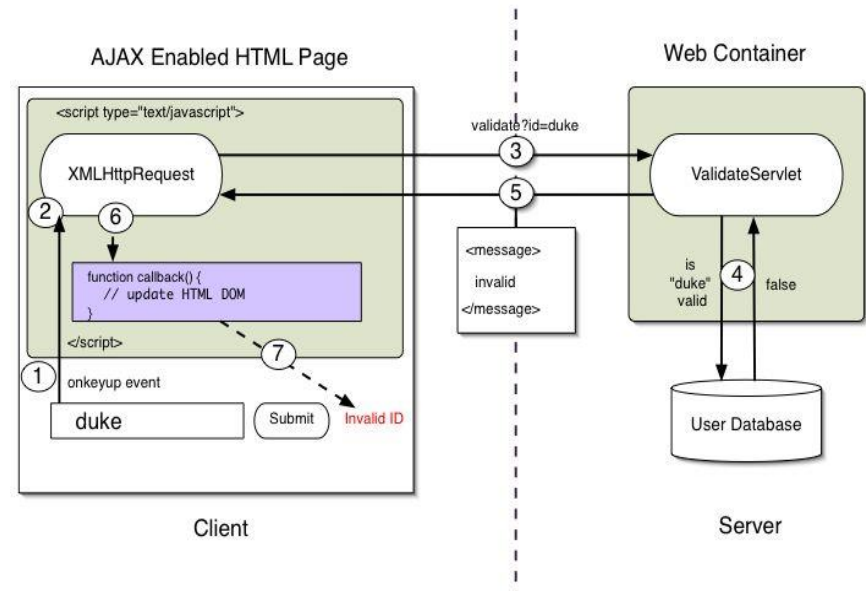 AJAX Enabled HTML Page
Web Container
<script type="text/javascript">
validate?id=duke
3
XMLHttpRequest
ValidateServlet
5
2
6
<message>
invalid
</message>
is
"duke"
valid
4
false
function callback() {
// update HTML DOM
}
</script>
7
1
onkeyup event
duke
Submit
Invalid ID
User Database
Client
Server